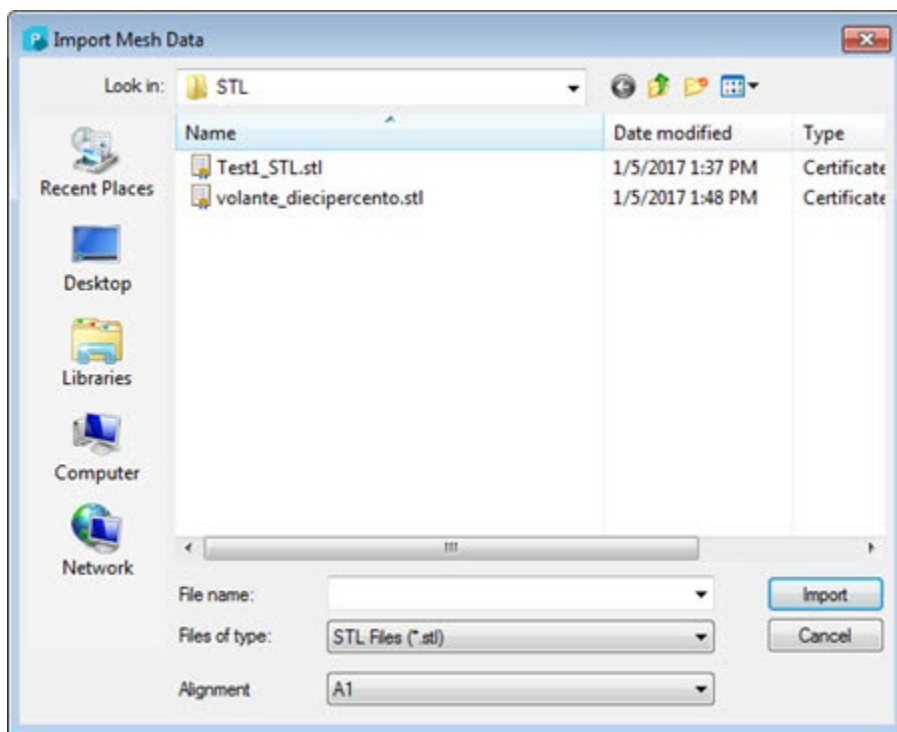 Import Mesh Data
Look in: STL
Name Date modified Type
Test1_STL.stl 1/5/2017 1:37 PM Certificate
volante_diecipercento.stl 1/5/2017 1:48 PM Certificate
Recent Places
Desktop
Libraries
Computer
Network
File name: Import
Files of type: STL Files (*.stl) Cancel
Alignment A1